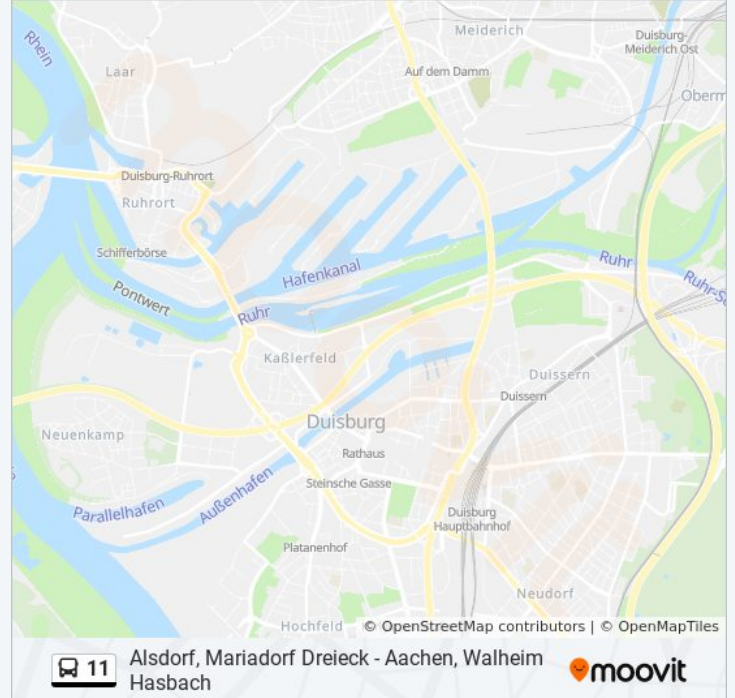 Meiderich
Duisburg-
Meiderich Ost
Rhein
Laar
Auf dem Damm
Duisburg-Ruhrort
Ruhrort
Schifferbörse
Hafenkanal
Ruhr
Pontwert
Ruhr
Kaßlerfeld
Duissern
Duissern
Duisburg
Neuenkamp
Rathaus
Steinsche Gasse
Außenhafen
Parallelhafen
Duisburg
Hauptbahnhof
Platanenhof
Neudorf
Hochfeld
© OpenStreetMap contributors | © OpenMapTiles
11
Alsdorf, Mariadorf Dreieck - Aachen, Walheim
Hasbach
moovit